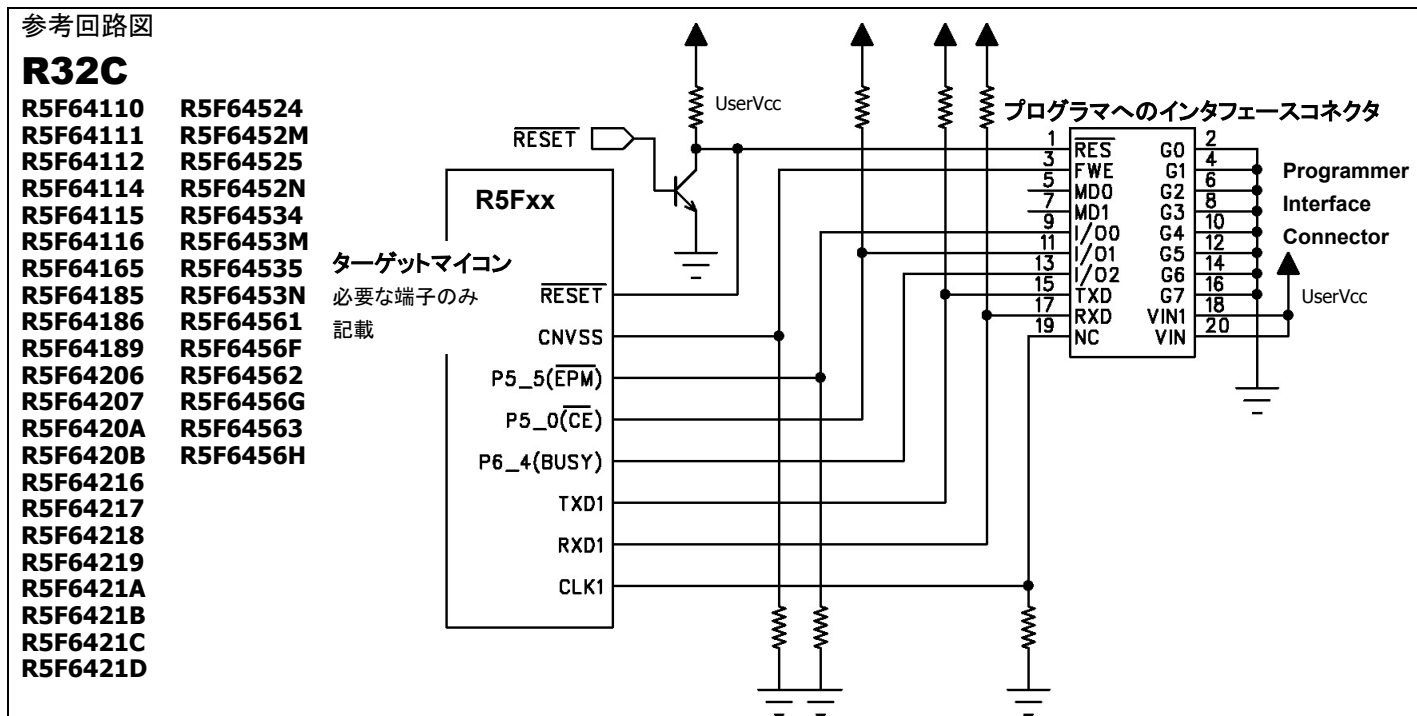 参考回路図
R32C
R5F64110 R5F64524
R5F64111 R5F6452M
R5F64112 R5F64525
R5F64114 R5F6452N
R5F64115 R5F64534
R5F64116 R5F6453M
R5F64165 R5F64535
R5F64185 R5F6453N
R5F64186 R5F64561
R5F64189 R5F6456F
R5F64206 R5F64562
R5F64207 R5F6456G
R5F6420A R5F64563
R5F6420B R5F6456H
R5F64216
R5F64217
R5F64218
R5F64219
R5F6421A
R5F6421B
R5F6421C
R5F6421D
ターゲットマイコン
必要な端子のみ
記載
RESET
UserVcc
R5Fxx
RESET
CNVSS
P5_5(EPM)
P5_0(CE)
P6_4(BUSY)
TXD1
RXD1
CLK1
プログラマへのインタフェースコネクタ
1 RES G0 2
3 FWE G1 4
5 MD0 G2 6
7 MD1 G3 8
9 I/O0 G4 10
11 I/O1 G5 12
13 I/O2 G6 14
15 TXD G7 16
17 RXD VIN1 18
19 NC VIN 20
Programmer
Interface
Connector
UserVcc